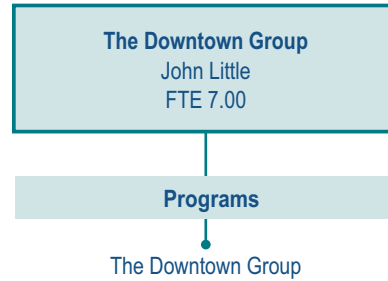 The Downtown Group
John Little
FTE 7.00
Programs
The Downtown Group